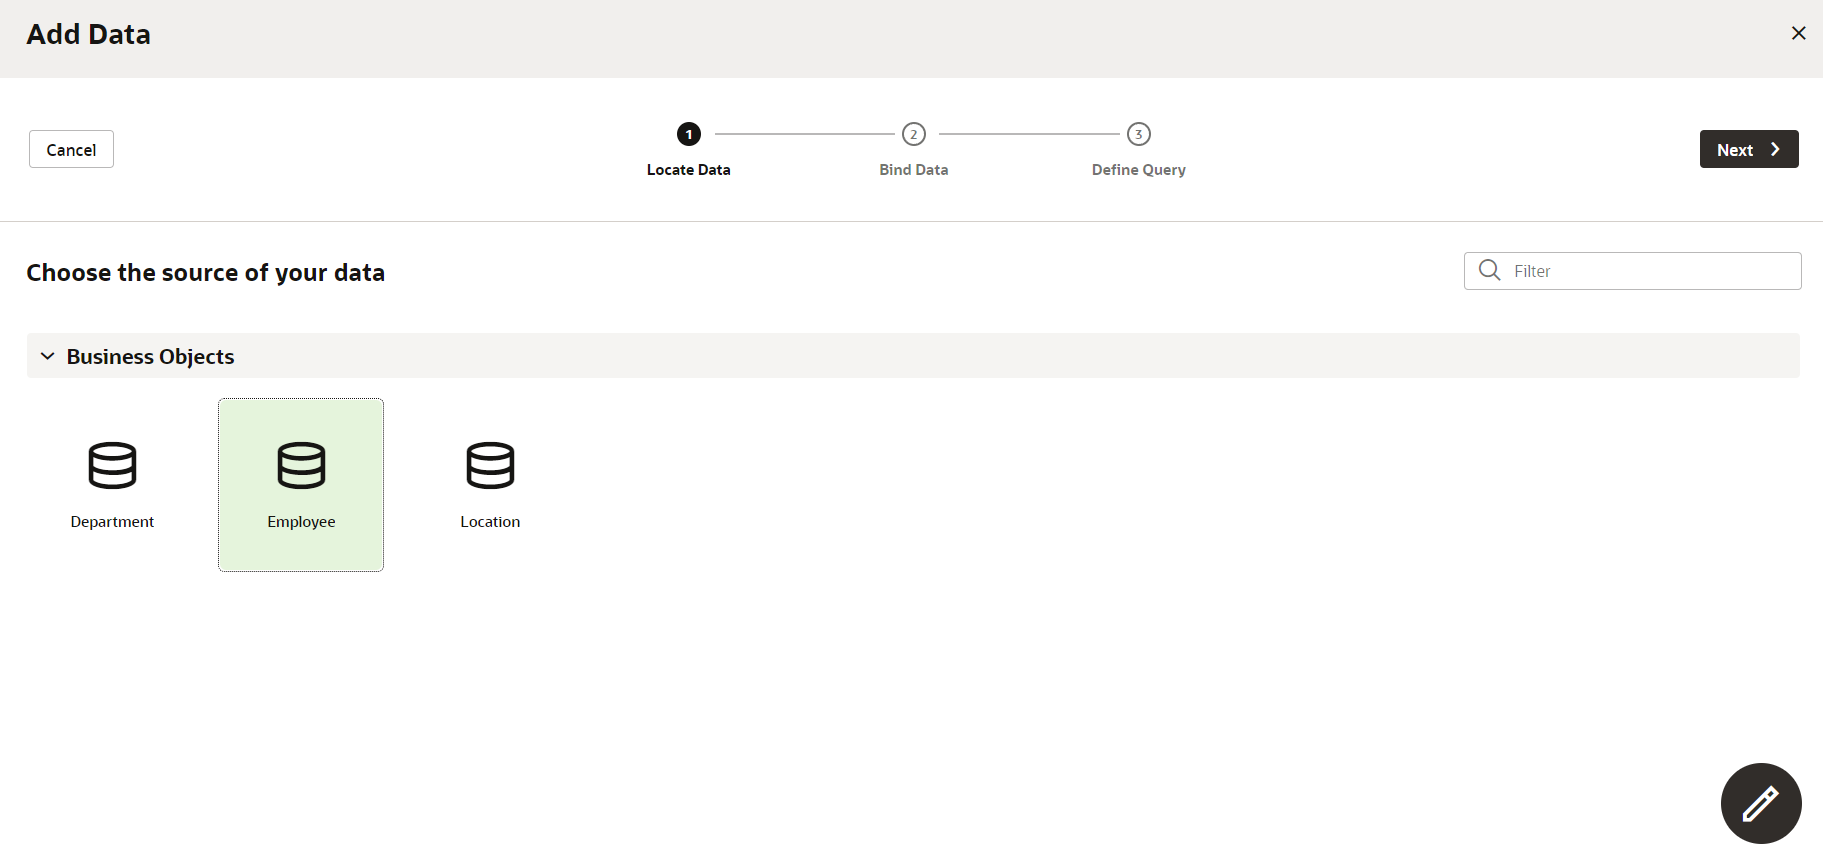 Add Data
Cancel
1
2
3
Locate Data
Bind Data
Define Query
Next
Choose the source of your data
Filter
Business Objects
Department
Employee
Location